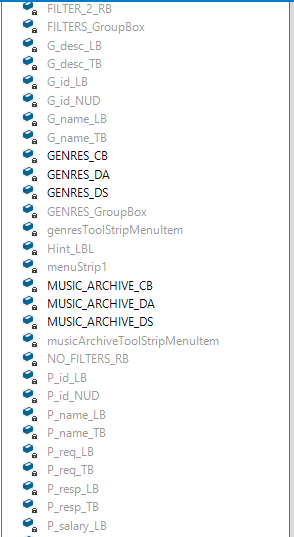 FILTER_2_RB
FILTERS_GroupBox
G_desc_LB
G_desc_TB
G_id_LB
G_id_NUD
G_name_LB
G_name_TB
GENRES_CB
GENRES_DA
GENRES_DS
GENRES_GroupBox
genresToolStripMenuItem
Hint_LBL
menuStrip1
MUSIC_ARCHIVE_CB
MUSIC_ARCHIVE_DA
MUSIC_ARCHIVE_DS
musicArchiveToolStripMenuItem
NO_FILTERS_RB
P_id_LB
P_id_NUD
P_name_LB
P_name_TB
P_req_LB
P_req_TB
P_resp_LB
P_resp_TB
P_salary_LB